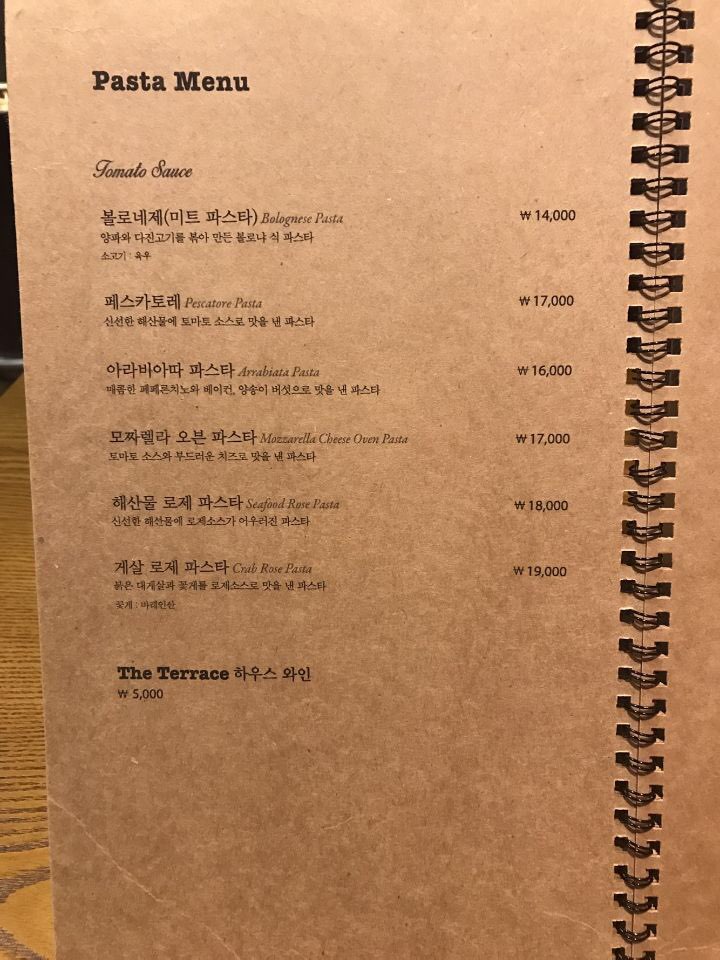 Pasta Menu
Tomato Sauce
볼로네제(미트 파스타) Bolognese Pasta ₩ 14,000
양파와 다진고기를 볶아 만든 볼로냐 식 파스타
소고기 : 육우
페스카토레 Pescatore Pasta ₩ 17,000
신선한 해산물에 토마토 소스로 맛을 낸 파스타
아라비아따 파스타 Arrabiata Pasta ₩ 16,000
매콤한 페페론치노와 베이컨, 양송이 버섯으로 맛을 낸 파스타
모짜렐라 오븐 파스타 Mozzarella Cheese Oven Pasta ₩ 17,000
토마토 소스와 부드러운 치즈로 맛을 낸 파스타
해산물 로제 파스타 Seafood Rose Pasta ₩ 18,000
신선한 해산물에 로제소스가 어우러진 파스타
게살 로제 파스타 Crab Rose Pasta ₩ 19,000
붉은 대게살과 꽃게를 로제소스로 맛을 낸 파스타
꽃게 : 바레인산
The Terrace 하우스 와인
₩ 5,000